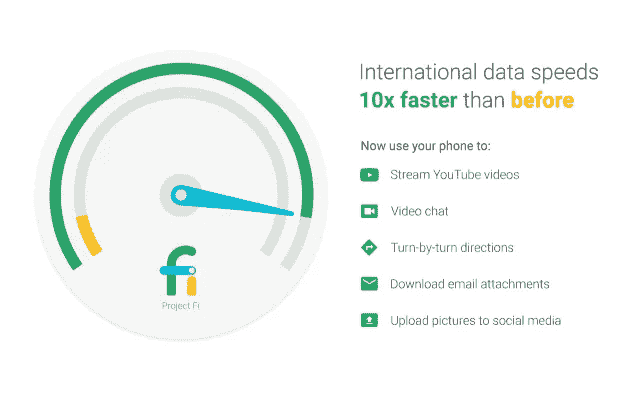 International data speeds
10x faster than before
Now use your phone to:
Stream YouTube videos
Video chat
Turn-by-turn directions
Download email attachments
Upload pictures to social media
fi
Project Fi